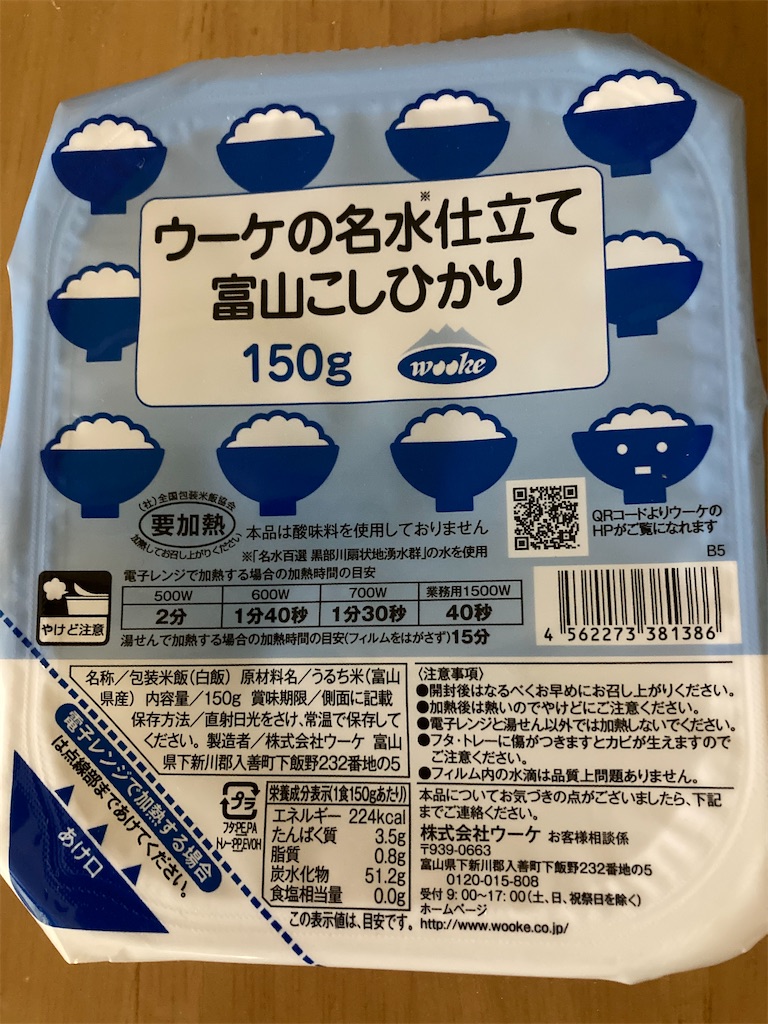 ウーケの名水※仕立て
富山こしひかり
150g
wooke
(社)全国包装米飯協会
要加熱
加熱してお召し上がりください
本品は酸味料を使用しておりません
※「名水百選 黒部川扇状地湧水群」の水を使用
QRコードよりウーケの
HPがご覧になれます
B5
やけど注意
電子レンジで加熱する場合の加熱時間の目安
500W 600W 700W 業務用1500W
2分 1分40秒 1分30秒 40秒
湯せんで加熱する場合の加熱時間の目安(フィルムをはがさず)15分
4 562273 381386
名称/包装米飯(白飯) 原材料名/うるち米(富山
県産) 内容量/150g 賞味期限/側面に記載
保存方法/直射日光をさけ、常温で保存して
ください。製造者/株式会社ウーケ 富山
県下新川郡入善町下飯野232番地の5
電子レンジで加熱する場合
は点線部まであけてください。
あけ口
プラ
フタ:PE,PA
トレー:PP,EVOH
栄養成分表示(1食150gあたり)
エネルギー 224kcal
たんぱく質 3.5g
脂質 0.8g
炭水化物 51.2g
食塩相当量 0.0g
この表示値は、目安です。
〈注意事項〉
●開封後はなるべくお早めにお召し上がりください。
●加熱後は熱いのでやけどにご注意ください。
●電子レンジと湯せん以外では加熱しないでください。
●フタ・トレーに傷がつきますとカビが生えますので
ご注意ください。
●フィルム内の水滴は品質上問題ありません。
本品についてお気づきの点がございましたら、下記
までご連絡ください。
株式会社ウーケ お客様相談係
〒939-0663
富山県下新川郡入善町下飯野232番地の5
0120-015-808
受付 9:00〜17:00(土、日、祝祭日を除く)
ホームページ
http://www.wooke.co.jp/